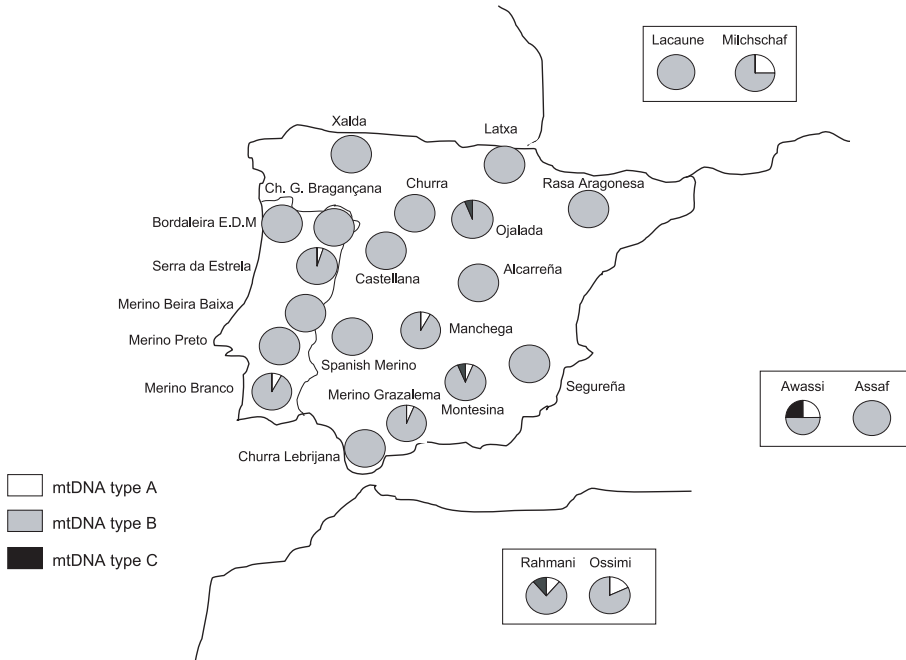 Lacaune Milchschaf
Xalda
Latxa
Ch. G. Bragançana
Churra
Rasa Aragonesa
Bordaleira E.D.M
Ojalada
Serra da Estrela
Castellana
Alcarreña
Merino Beira Baixa
Manchega
Merino Preto
Spanish Merino
Segureña
Merino Branco
Merino Grazalema
Montesina
Awassi Assaf
Churra Lebrijana
mtDNA type A
mtDNA type B
mtDNA type C
Rahmani Ossimi